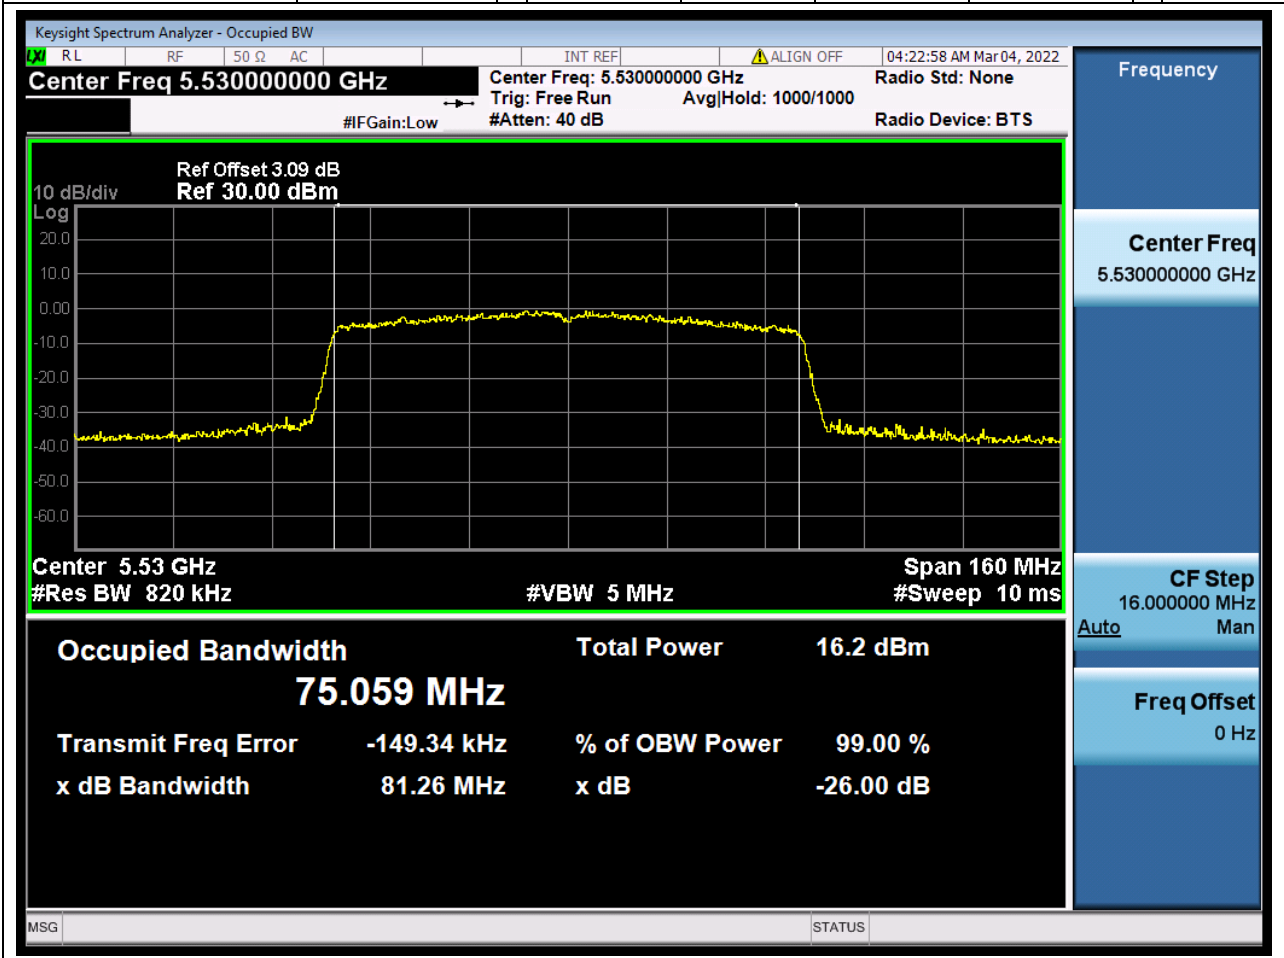 Keysight Spectrum Analyzer - Occupied BW
LXI RL RF 50 Ω AC INT REF ALIGN OFF 04:22:58 AM Mar 04, 2022
Center Freq 5.530000000 GHz
Center Freq: 5.530000000 GHz Radio Std: None
Trig: Free Run Avg|Hold: 1000/1000
#IFGain:Low #Atten: 40 dB Radio Device: BTS
Ref Offset 3.09 dB
10 dB/div Ref 30.00 dBm
Log
20.0
10.0
0.00
-10.0
-20.0
-30.0
-40.0
-50.0
-60.0
Center 5.53 GHz Span 160 MHz
#Res BW 820 kHz #VBW 5 MHz #Sweep 10 ms
Occupied Bandwidth Total Power 16.2 dBm
75.059 MHz
Transmit Freq Error -149.34 kHz % of OBW Power 99.00 %
x dB Bandwidth 81.26 MHz x dB -26.00 dB
MSG STATUS
Frequency
Center Freq
5.530000000 GHz
CF Step
16.000000 MHz
Auto Man
Freq Offset
0 Hz